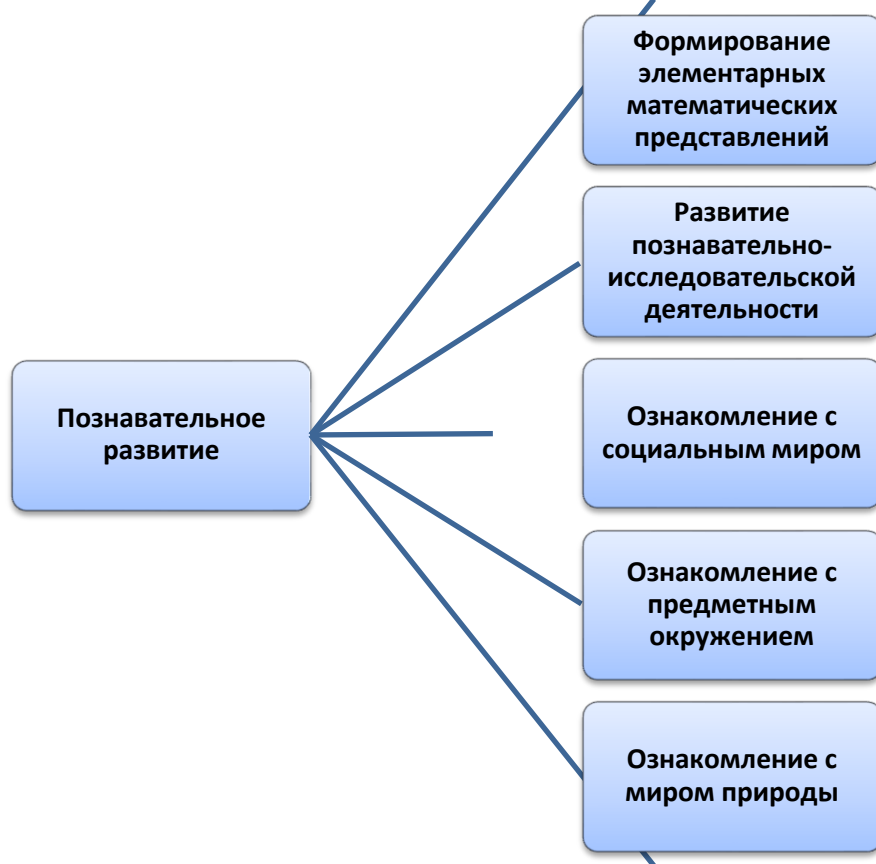 Формирование
элементарных
математических
представлений
Развитие
познавательно-
исследовательской
деятельности
Познавательное
развитие
Ознакомление с
социальным миром
Ознакомление с
предметным
окружением
Ознакомление с
миром природы